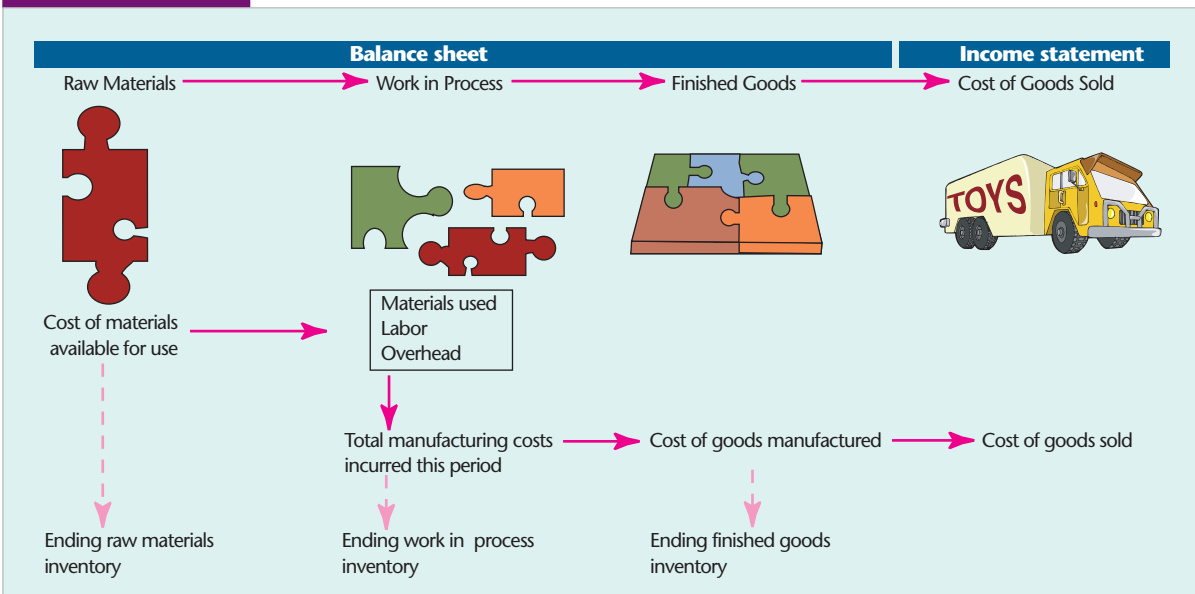 Balance sheet
Income statement
Raw Materials
Work in Process
Finished Goods
Cost of Goods Sold
TOYS
Cost of materials
available for use
Materials used
Labor
Overhead
Total manufacturing costs
incurred this period
Cost of goods manufactured
Cost of goods sold
Ending raw materials
inventory
Ending work in process
inventory
Ending finished goods
inventory